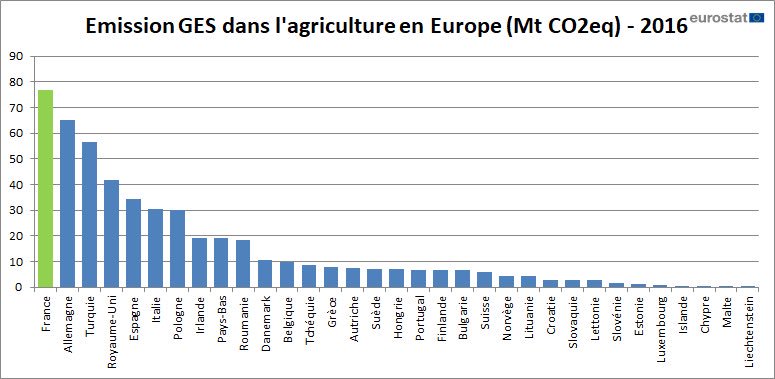 Emission GES dans l'agriculture en Europe (Mt CO2eq) - 2016
eurostat
90
80
70
60
50
40
30
20
10
0
France
Allemagne
Turquie
Royaume-Uni
Espagne
Italie
Pologne
Irlande
Pays-Bas
Roumanie
Danemark
Belgique
Tchéquie
Grèce
Autriche
Suède
Hongrie
Portugal
Finlande
Bulgarie
Suisse
Norvège
Lituanie
Croatie
Slovaquie
Lettonie
Slovénie
Estonie
Luxembourg
Islande
Chypre
Malte
Liechtenstein